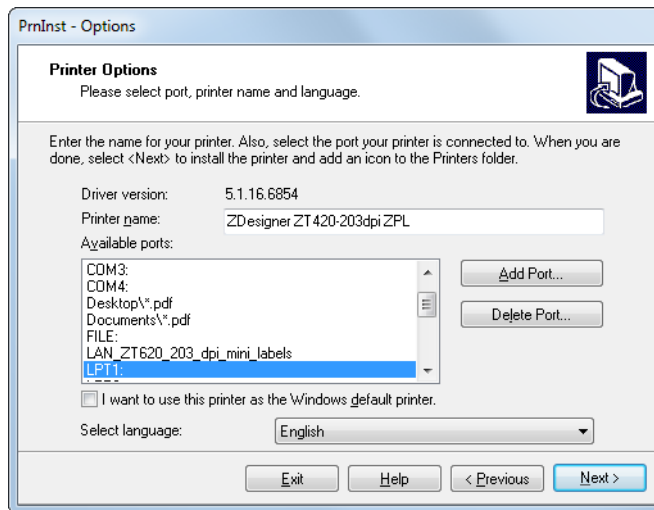 PrnInst - Options
Printer Options
Please select port, printer name and language.
Enter the name for your printer. Also, select the port your printer is connected to. When you are
done, select <Next> to install the printer and add an icon to the Printers folder.
Driver version: 5.1.16.6854
Printer name: ZDesigner ZT420-203dpi ZPL
Available ports:
COM3:
COM4:
Desktop\*.pdf
Documents\*.pdf
FILE:
LAN_ZT620_203_dpi_mini_labels
LPT1:
Add Port...
Delete Port...
I want to use this printer as the Windows default printer.
Select language: English
Exit Help < Previous Next >